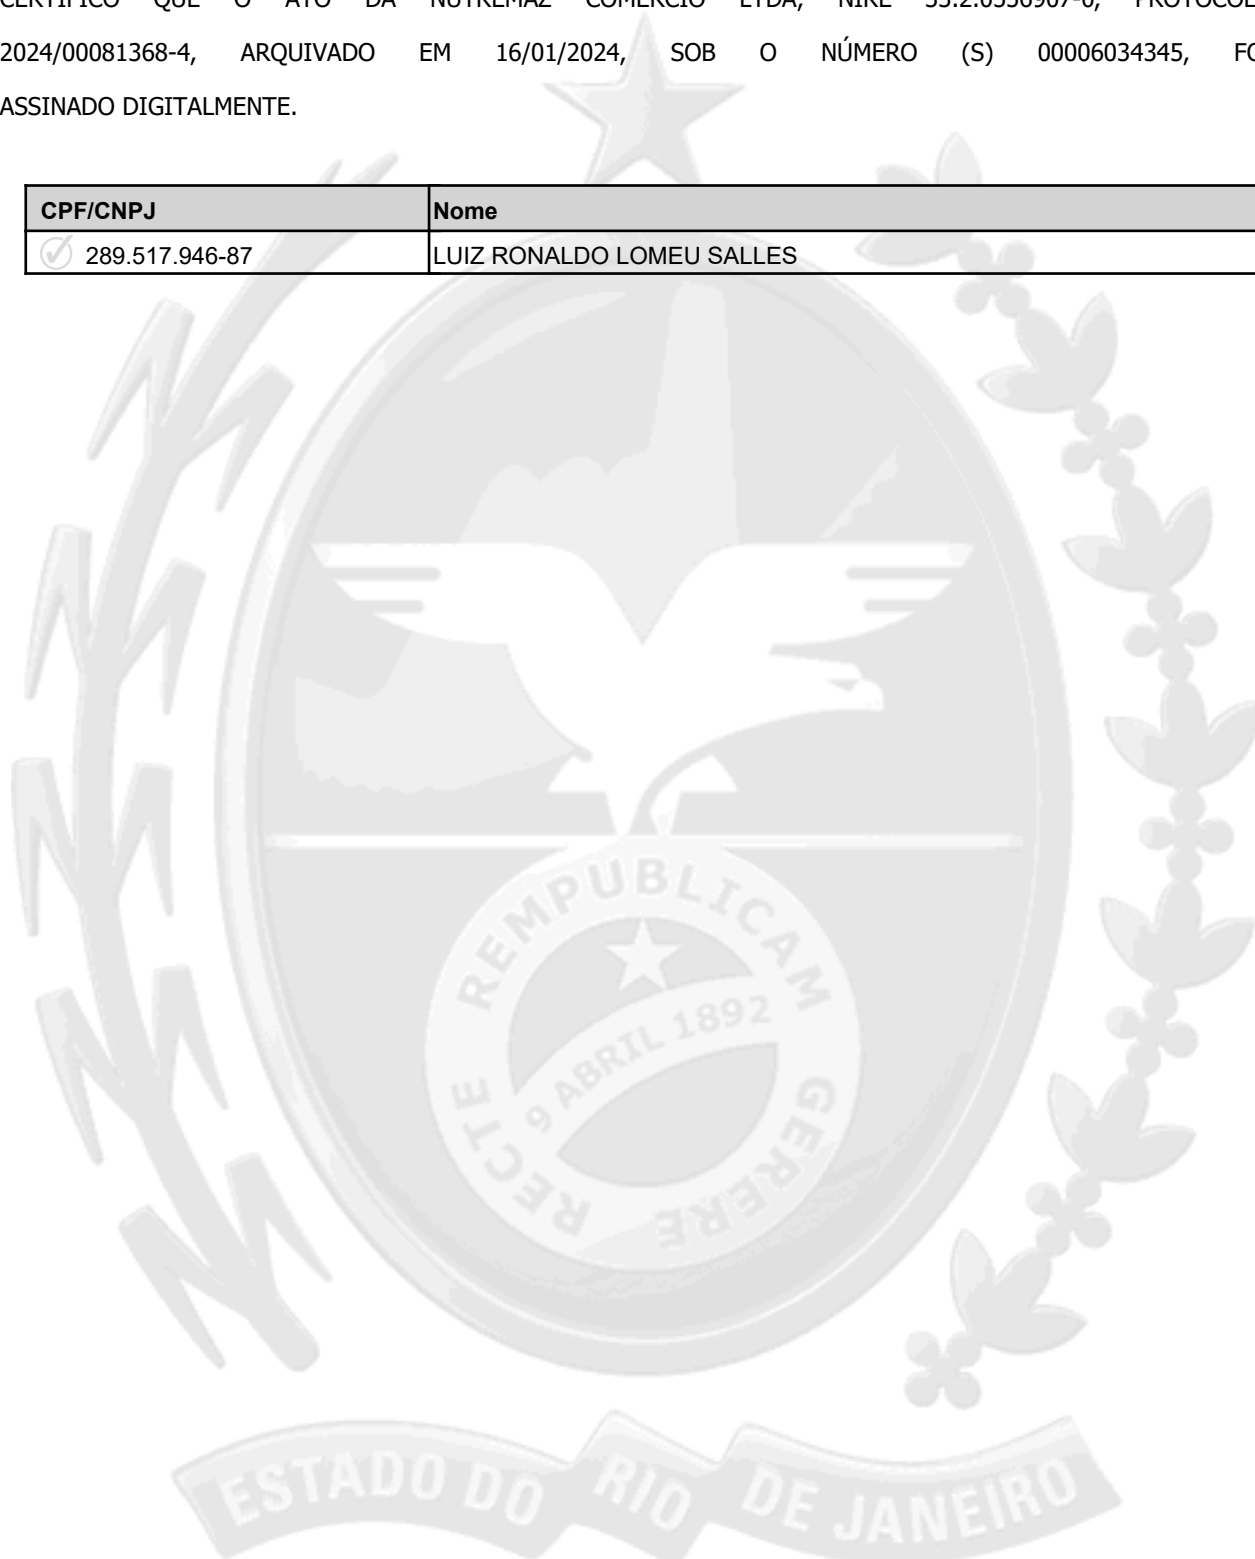 CERTIFICO QUE O ATO DA NUTREMAZ COMÉRCIO LTDA, NIRE
2024/00081368-4, ARQUIVADO EM 16/01/2024, SOB O NÚMERO (S) 00006034345,
ASSINADO DIGITALMENTE.
CPF/CNPJ Nome
289.517.946-87 LUIZ RONALDO LOMEU SALLES
REMPUBLICAM
9 ABRIL 1892
RECTE GERERE
ESTADO DO RIO DE JANEIRO